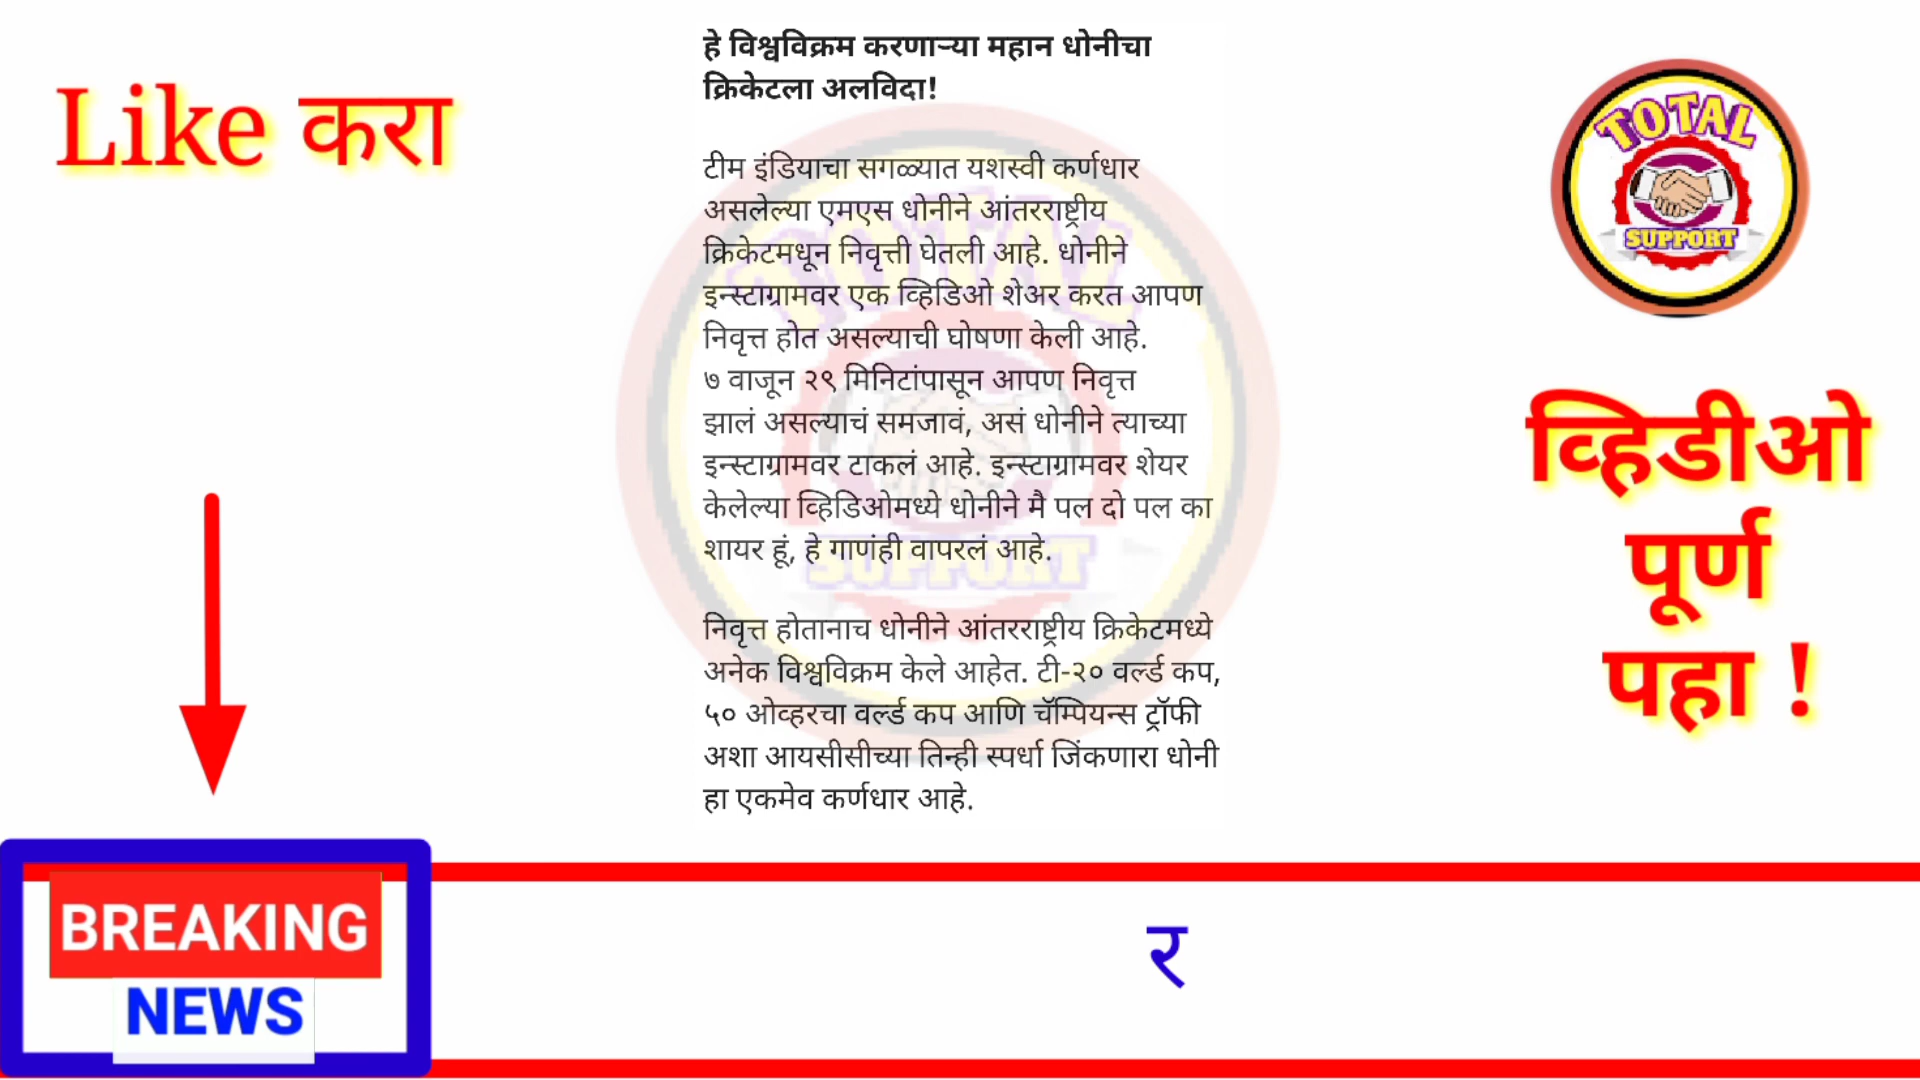 Like करा
हे विश्वविक्रम करणाऱ्या महान धोनीचा
क्रिकेटला अलविदा!
टीम इंडियाचा सगळ्यात यशस्वी कर्णधार
असलेल्या एमएस धोनीने आंतरराष्ट्रीय
क्रिकेटमधून निवृत्ती घेतली आहे. धोनीने
इन्स्टाग्रामवर एक व्हिडिओ शेअर करत आपण
निवृत्त होत असल्याची घोषणा केली आहे.
७ वाजून २९ मिनिटांपासून आपण निवृत्त
झालं असल्याचं समजावं, असं धोनीने त्याच्या
इन्स्टाग्रामवर टाकलं आहे. इन्स्टाग्रामवर शेयर
केलेल्या व्हिडिओमध्ये धोनीने मै पल दो पल का
शायर हूं, हे गाणंही वापरलं आहे.
निवृत्त होतानाच धोनीने आंतरराष्ट्रीय क्रिकेटमध्ये
अनेक विश्वविक्रम केले आहेत. टी-२० वर्ल्ड कप,
५० ओव्हरचा वर्ल्ड कप आणि चॅम्पियन्स ट्रॉफी
अशा आयसीसीच्या तिन्ही स्पर्धा जिंकणारा धोनी
हा एकमेव कर्णधार आहे.
TOTAL
SUPPORT
TOTAL
SUPPORT
व्हिडीओ
पूर्ण
पहा !
BREAKING
NEWS
र